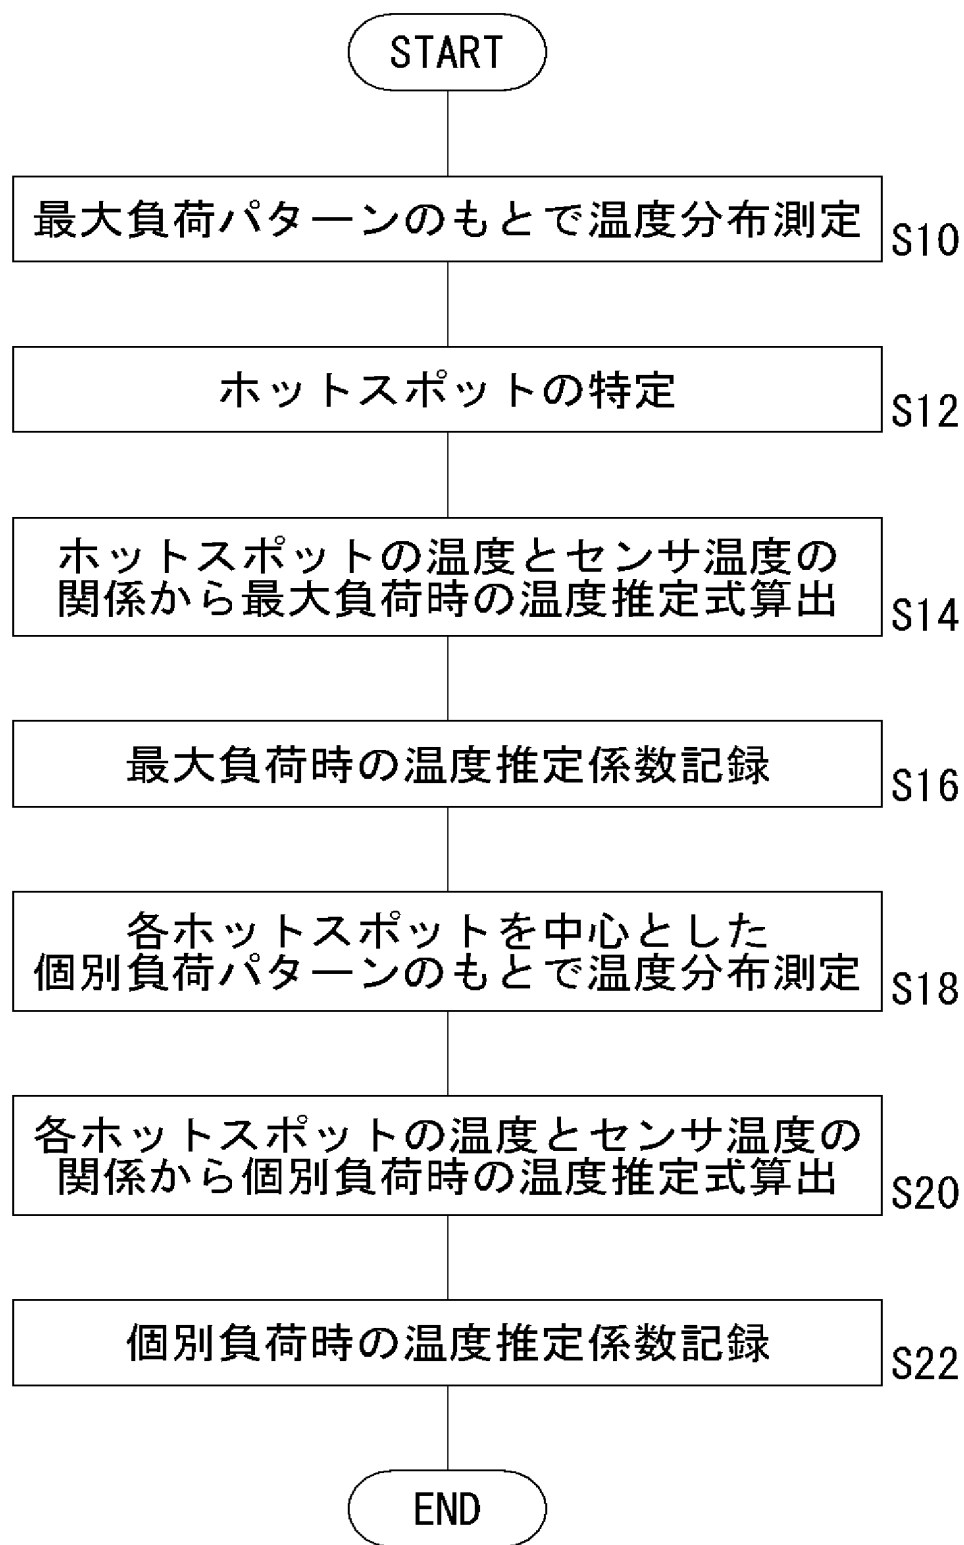 START
最大負荷パターンのもとで温度分布測定
S10
ホットスポットの特定
S12
ホットスポットの温度とセンサ温度の
関係から最大負荷時の温度推定式算出
S14
最大負荷時の温度推定係数記録
S16
各ホットスポットを中心とした
個別負荷パターンのもとで温度分布測定
S18
各ホットスポットの温度とセンサ温度の
関係から個別負荷時の温度推定式算出
S20
個別負荷時の温度推定係数記録
S22
END